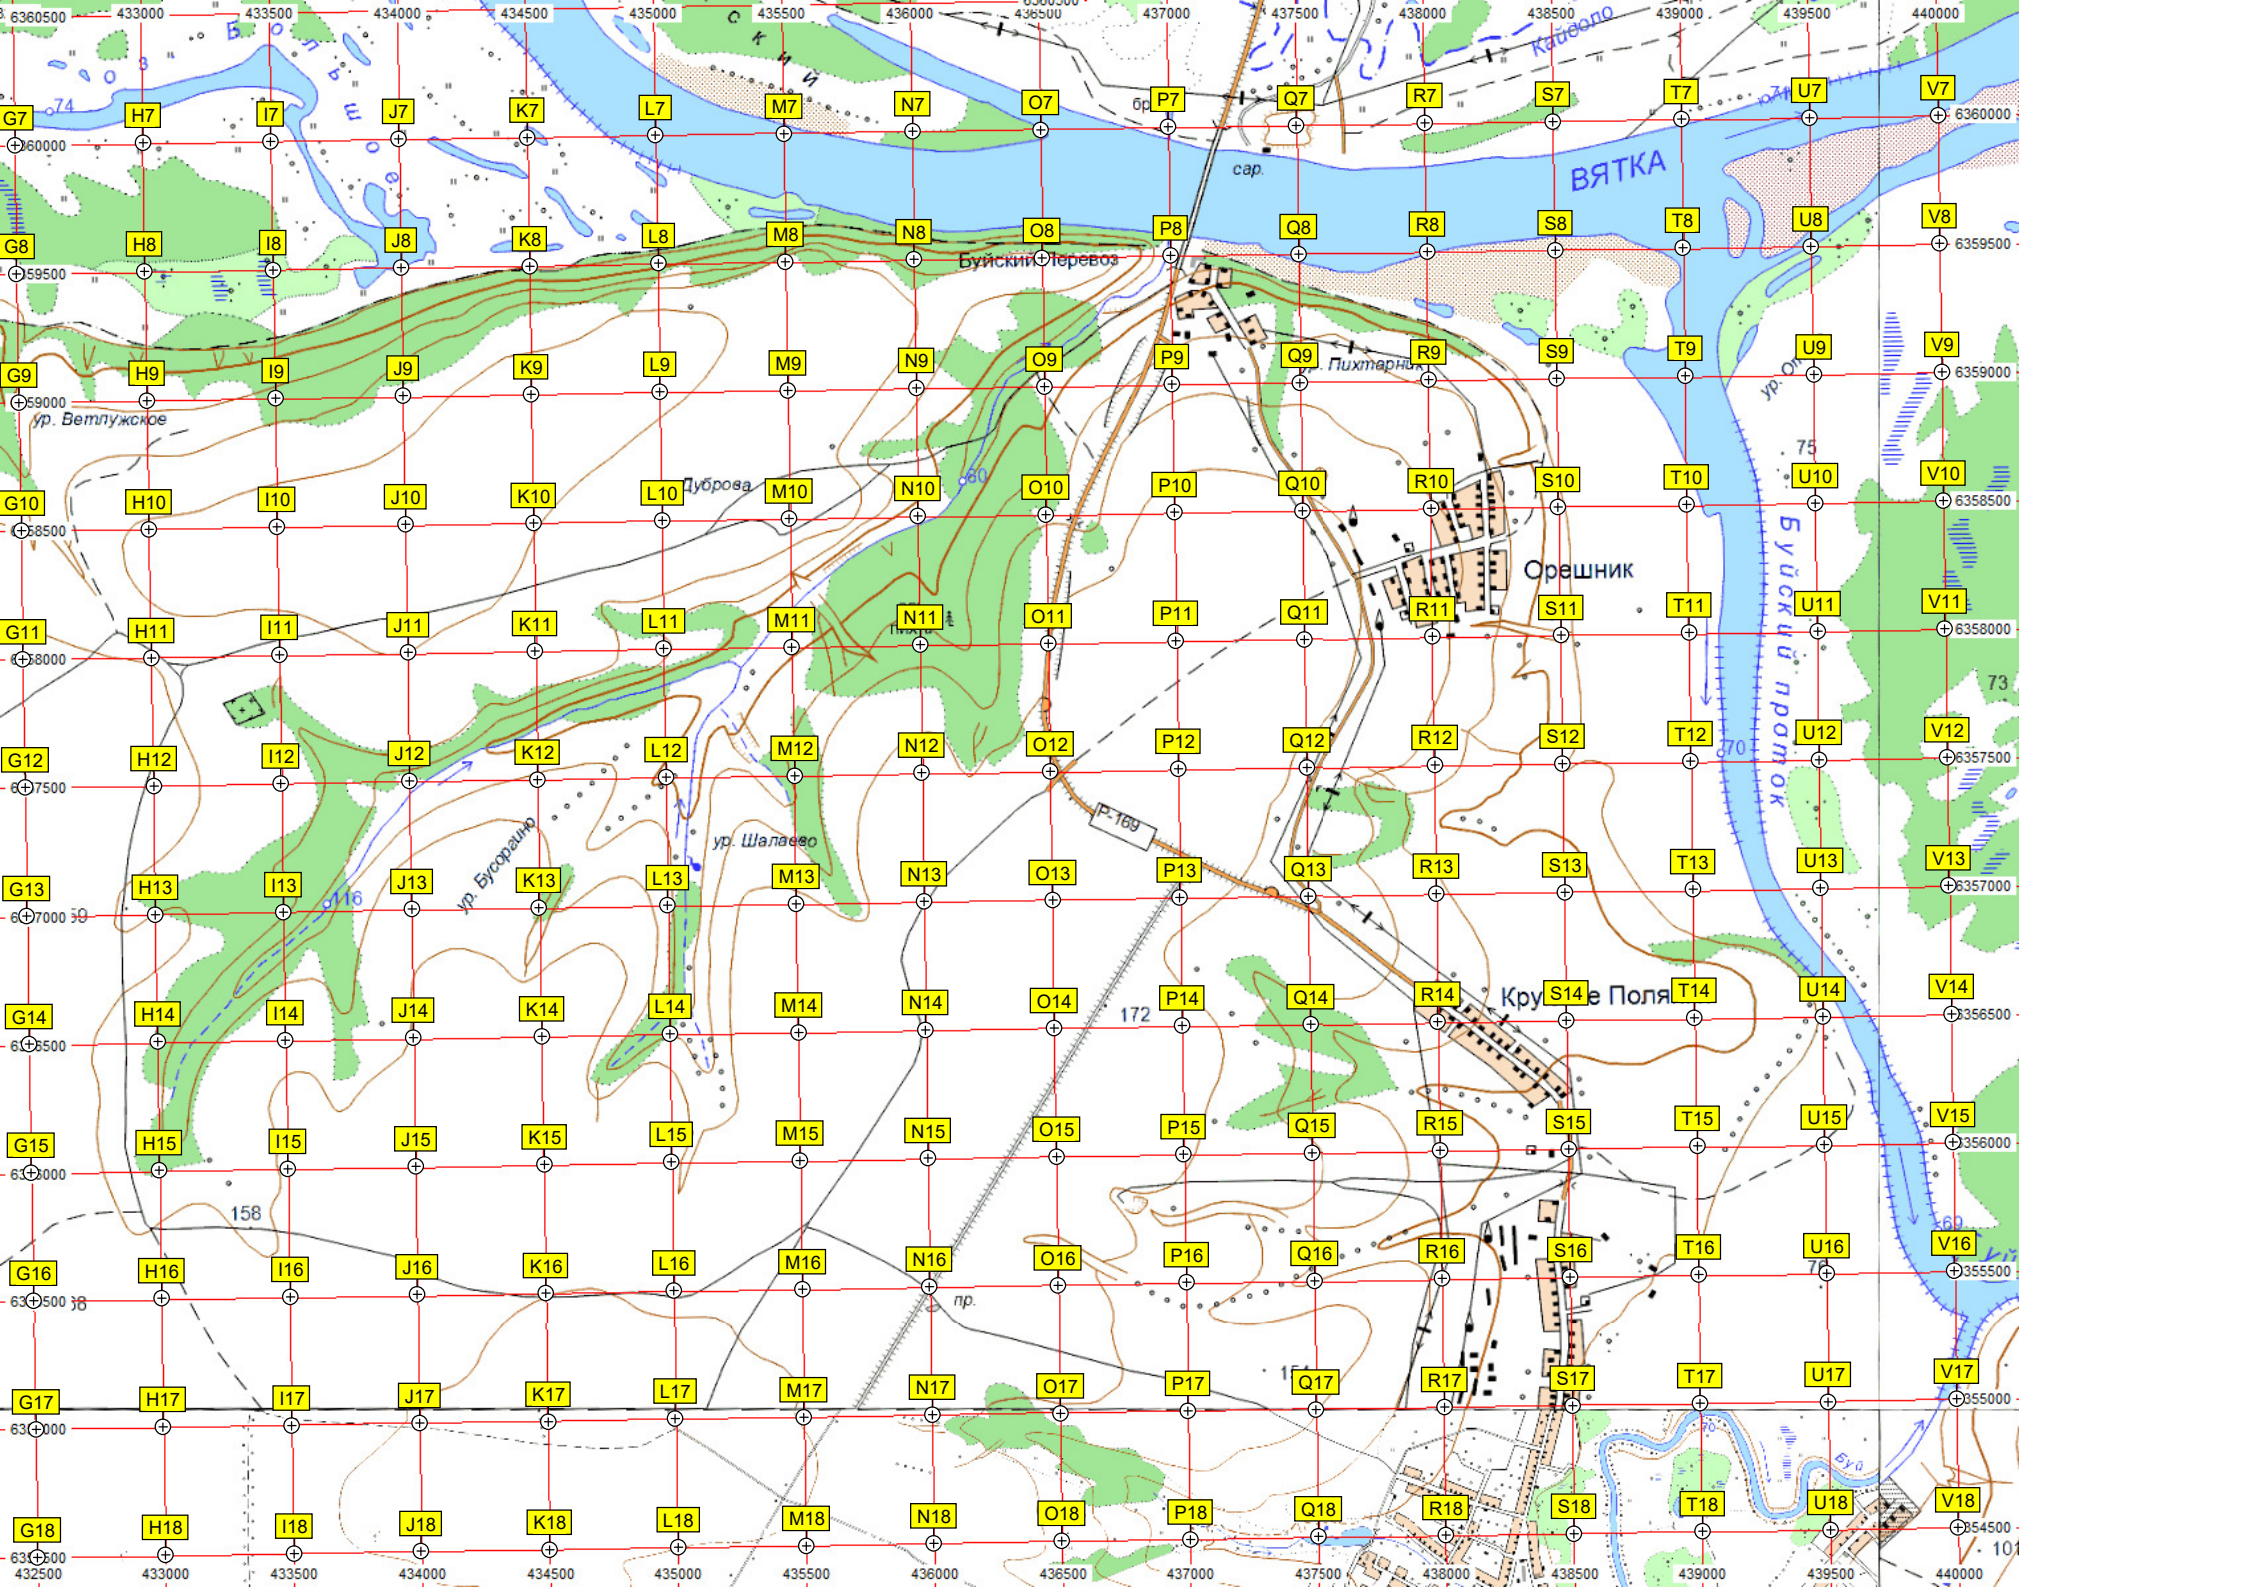 6360500 433000 433500 434000 434500 435000 435500 436000 436500 437000 437500 438000 438500 439000 439500 440000
Кайдоло
с к и й
Б о л ь ш о е
о з
74
71
бр
G7 H7 I7 J7 K7 L7 M7 N7 O7 P7 Q7 R7 S7 T7 U7 V7
6360000
сар.
ВЯТКА
G8 H8 I8 J8 K8 L8 M8 N8 O8 P8 Q8 R8 S8 T8 U8 V8
6359500
Буйский Перевоз
G9 H9 I9 J9 K9 L9 M9 N9 O9 P9 Q9 R9 S9 T9 U9 V9
6359000
ур. Ветлужское
ур. Пихтарник
75
80
Дуброва
G10 H10 I10 J10 K10 L10 M10 N10 O10 P10 Q10 R10 S10 T10 U10 V10
6358500
Орешник
Буйский проток
G11 H11 I11 J11 K11 L11 M11 N11 O11 P11 Q11 R11 S11 T11 U11 V11
6358000
73
70
G12 H12 I12 J12 K12 L12 M12 N12 O12 P12 Q12 R12 S12 T12 U12 V12
6357500
Р-169
ур. Бусорагино
ур. Шалаево
G13 H13 I13 J13 K13 L13 M13 N13 O13 P13 Q13 R13 S13 T13 U13 V13
6357000
116
172
G14 H14 I14 J14 K14 L14 M14 N14 O14 P14 Q14 R14 S14 T14 U14 V14
6356500
G15 H15 I15 J15 K15 L15 M15 N15 O15 P15 Q15 R15 S15 T15 U15 V15
6356000
158
69
G16 H16 I16 J16 K16 L16 M16 N16 O16 P16 Q16 R16 S16 T16 U16 V16
6355500
пр.
G17 H17 I17 J17 K17 L17 M17 N17 O17 P17 Q17 R17 S17 T17 U17 V17
6355000
70
Буй
G18 H18 I18 J18 K18 L18 M18 N18 O18 P18 Q18 R18 S18 T18 U18 V18
6354500
101
432500 433000 433500 434000 434500 435000 435500 436000 436500 437000 437500 438000 438500 439000 439500 440000